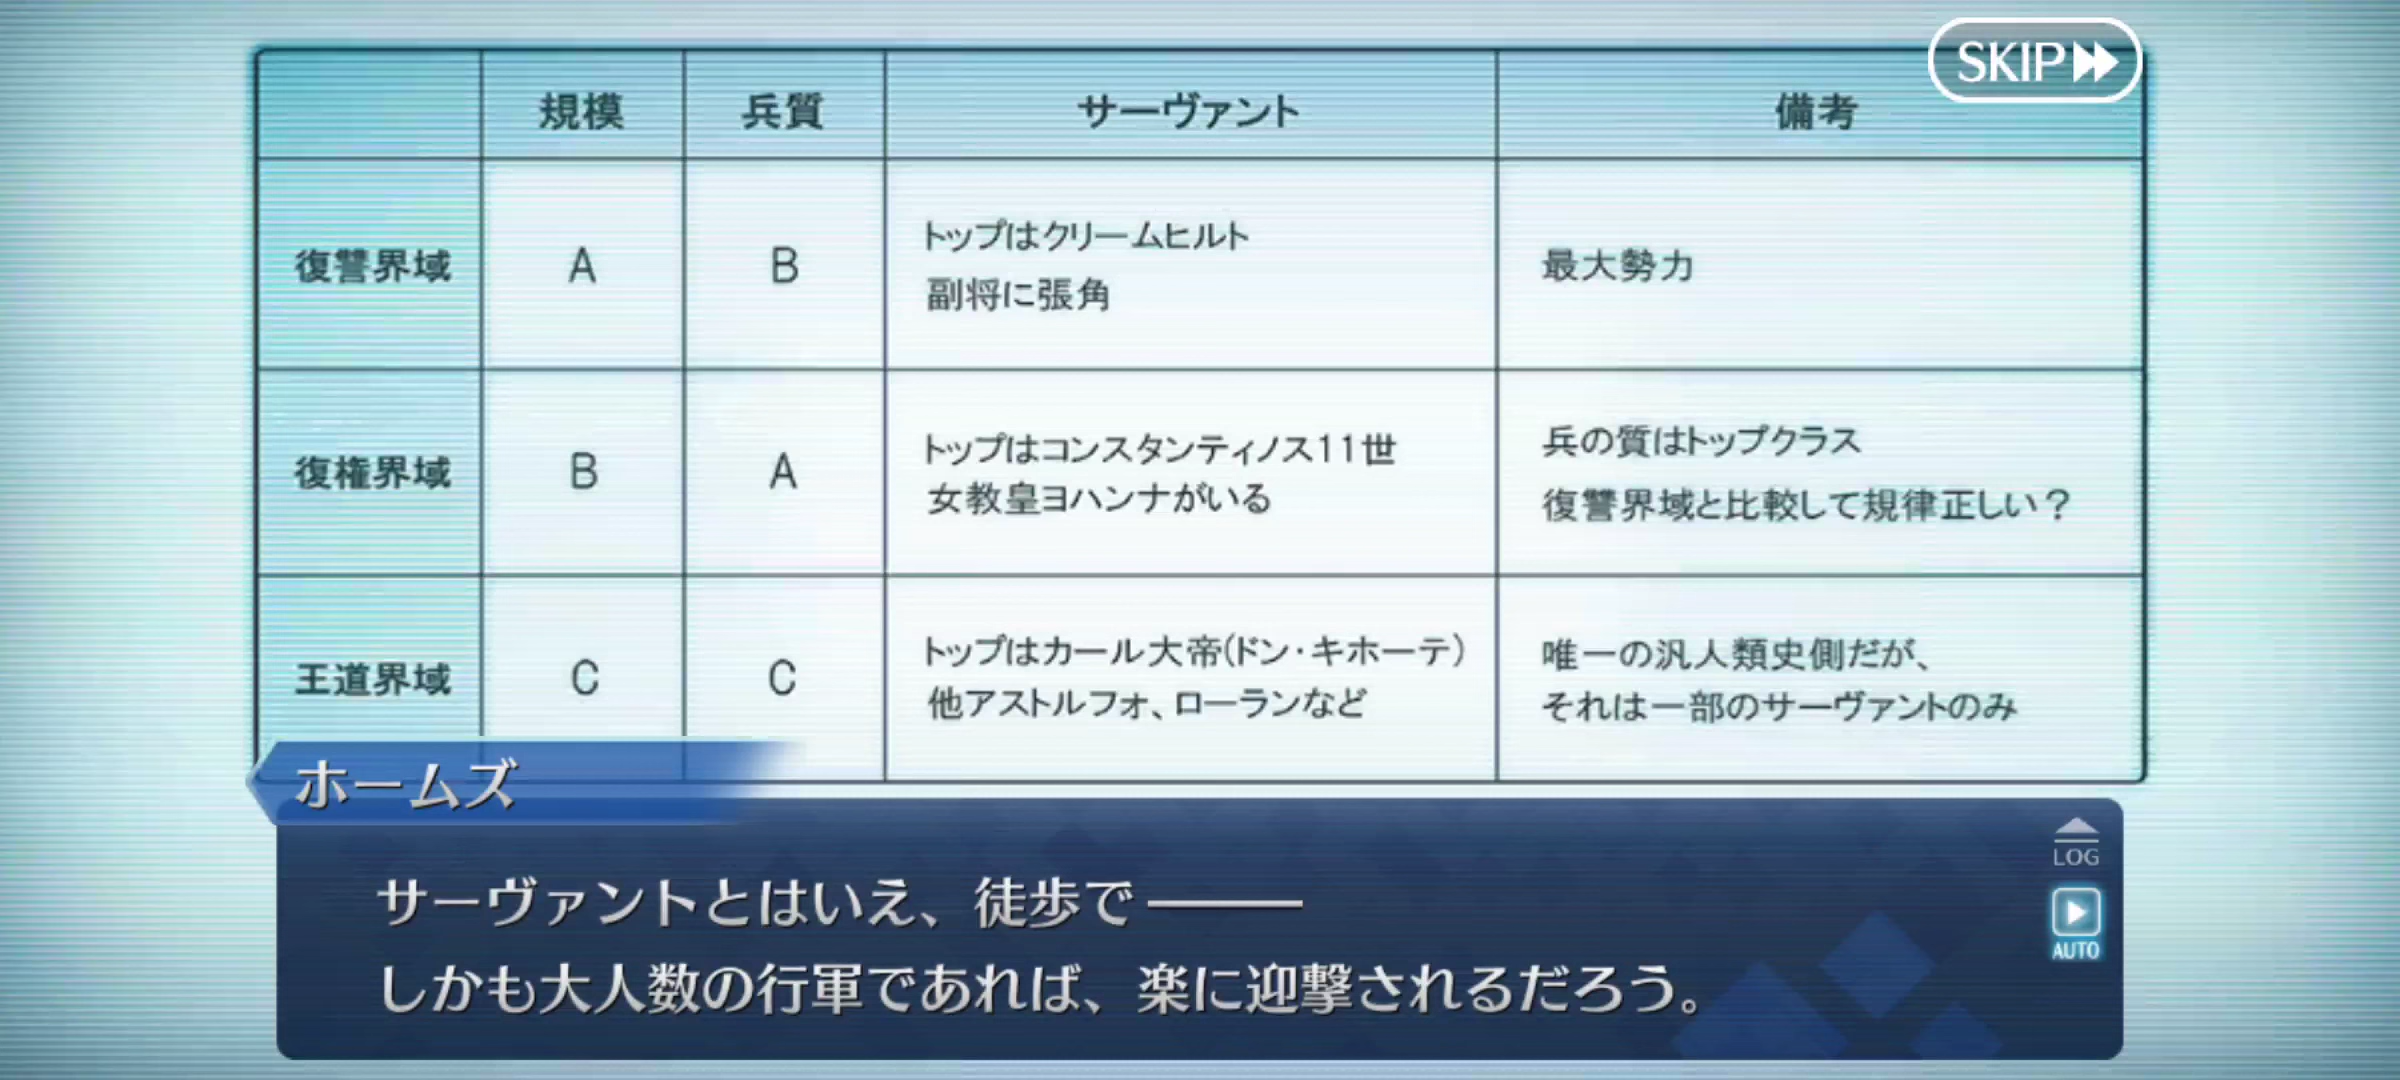 SKIP
規模 兵質 サーヴァント 備考
復讐界域 A B
トップはクリームヒルト
副将に張角
最大勢力
復権界域 B A
トップはコンスタンティノス11世
女教皇ヨハンナがいる
兵の質はトップクラス
復讐界域と比較して規律正しい？
王道界域 C C
トップはカール大帝(ドン・キホーテ)
他アストルフォ、ローランなど
唯一の汎人類史側だが、
それは一部のサーヴァントのみ
ホームズ
サーヴァントとはいえ、徒歩で───
しかも大人数の行軍であれば、楽に迎撃されるだろう。
LOG
AUTO